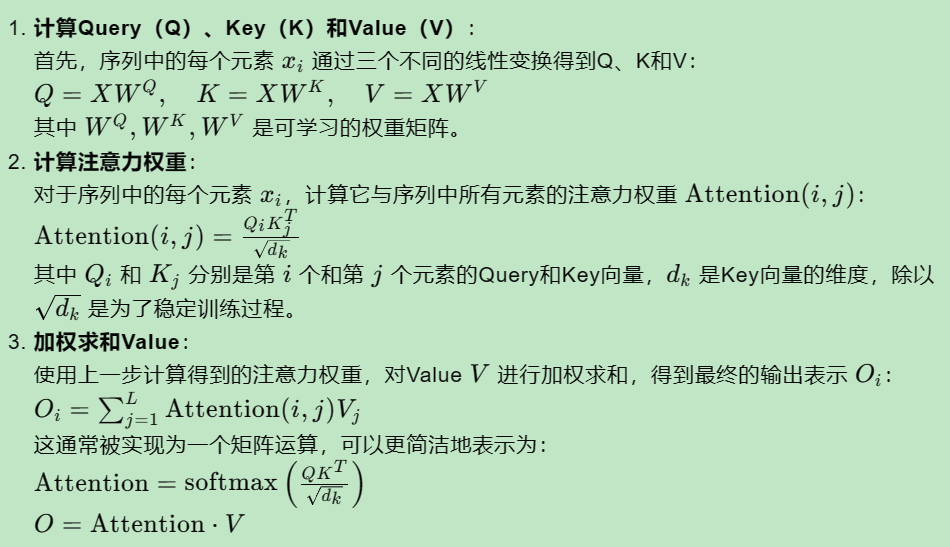 1. 计算Query（Q）、Key（K）和Value（V）:
首先，序列中的每个元素 $x_i$ 通过三个不同的线性变换得到Q、K和V:
$Q = XW^Q, \quad K = XW^K, \quad V = XW^V$
其中 $W^Q, W^K, W^V$ 是可学习的权重矩阵。
2. 计算注意力权重:
对于序列中的每个元素 $x_i$，计算它与序列中所有元素的注意力权重 $\text{Attention}(i, j)$:
$\text{Attention}(i, j) = \frac{Q_i K_j^T}{\sqrt{d_k}}$
其中 $Q_i$ 和 $K_j$ 分别是第 $i$ 个和第 $j$ 个元素的Query和Key向量，$d_k$ 是Key向量的维度，除以
$\sqrt{d_k}$ 是为了稳定训练过程。
3. 加权求和Value:
使用上一步计算得到的注意力权重，对Value $V$ 进行加权求和，得到最终的输出表示 $O_i$:
$O_i = \sum_{j=1}^{L} \text{Attention}(i, j)V_j$
这通常被实现为一个矩阵运算，可以更简洁地表示为:
$\text{Attention} = \text{softmax}\left(\frac{QK^T}{\sqrt{d_k}}\right)$
$O = \text{Attention} \cdot V$